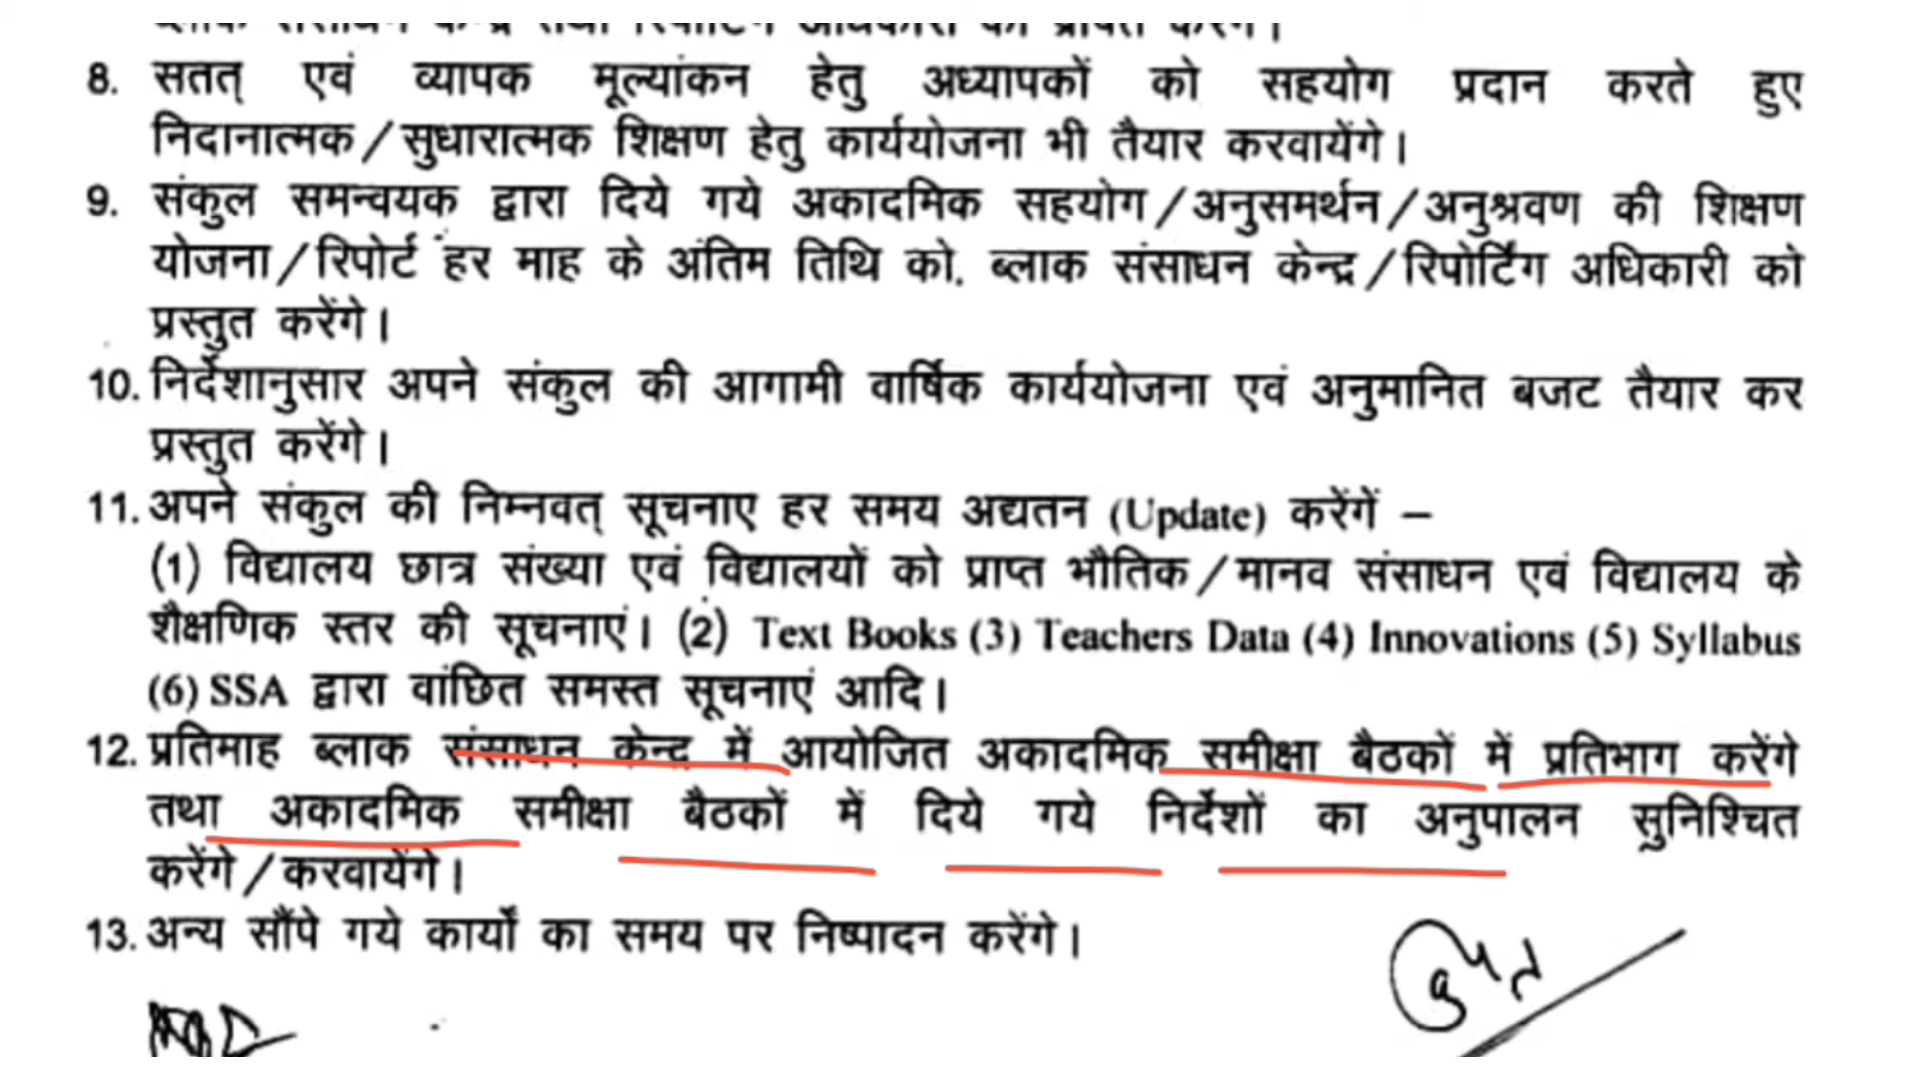 ब्लाक संसाधन केन्द्र तथा रिपोर्टिंग अधिकारी को प्रेषित करेंगे।
8. सतत् एवं व्यापक मूल्यांकन हेतु अध्यापकों को सहयोग प्रदान करते हुए
निदानात्मक/सुधारात्मक शिक्षण हेतु कार्ययोजना भी तैयार करवायेंगे।
9. संकुल समन्वयक द्वारा दिये गये अकादमिक सहयोग/अनुसमर्थन/अनुश्रवण की शिक्षण
योजना/रिपोर्ट हर माह के अंतिम तिथि को. ब्लाक संसाधन केन्द्र/रिपोर्टिंग अधिकारी को
प्रस्तुत करेंगे।
10. निर्देशानुसार अपने संकुल की आगामी वार्षिक कार्ययोजना एवं अनुमानित बजट तैयार कर
प्रस्तुत करेंगे।
11. अपने संकुल की निम्नवत् सूचनाए हर समय अद्यतन (Update) करेंगें –
(1) विद्यालय छात्र संख्या एवं विद्यालयों को प्राप्त भौतिक/मानव संसाधन एवं विद्यालय के
शैक्षणिक स्तर की सूचनाएं। (2) Text Books (3) Teachers Data (4) Innovations (5) Syllabus
(6) SSA द्वारा वांछित समस्त सूचनाएं आदि।
12. प्रतिमाह ब्लाक संसाधन केन्द्र में आयोजित अकादमिक समीक्षा बैठकों में प्रतिभाग करेंगे
तथा अकादमिक समीक्षा बैठकों में दिये गये निर्देशों का अनुपालन सुनिश्चित
करेंगे/करवायेंगे।
13. अन्य सौंपे गये कार्यों का समय पर निष्पादन करेंगे।